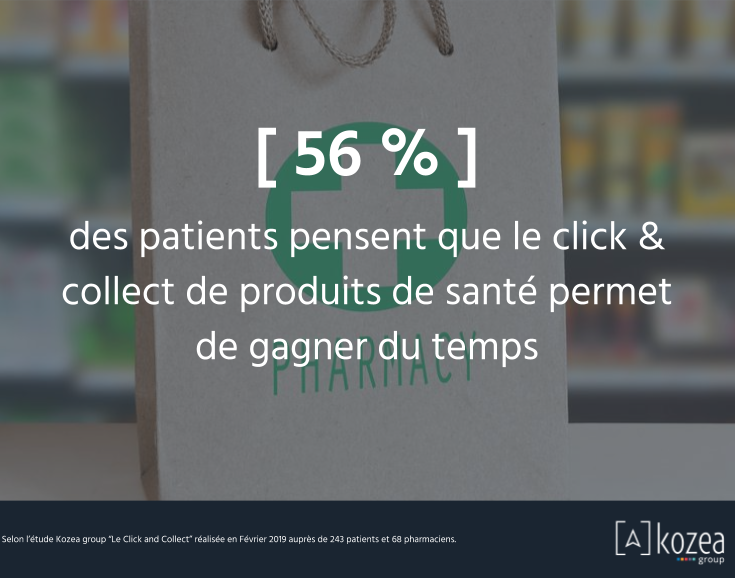 [ 56 % ]
des patients pensent que le click &
collect de produits de santé permet
de gagner du temps
PHARMACY
Selon l'étude Kozea group "Le Click and Collect" réalisée en Février 2019 auprès de 243 patients et 68 pharmaciens.
[A] kozea
group